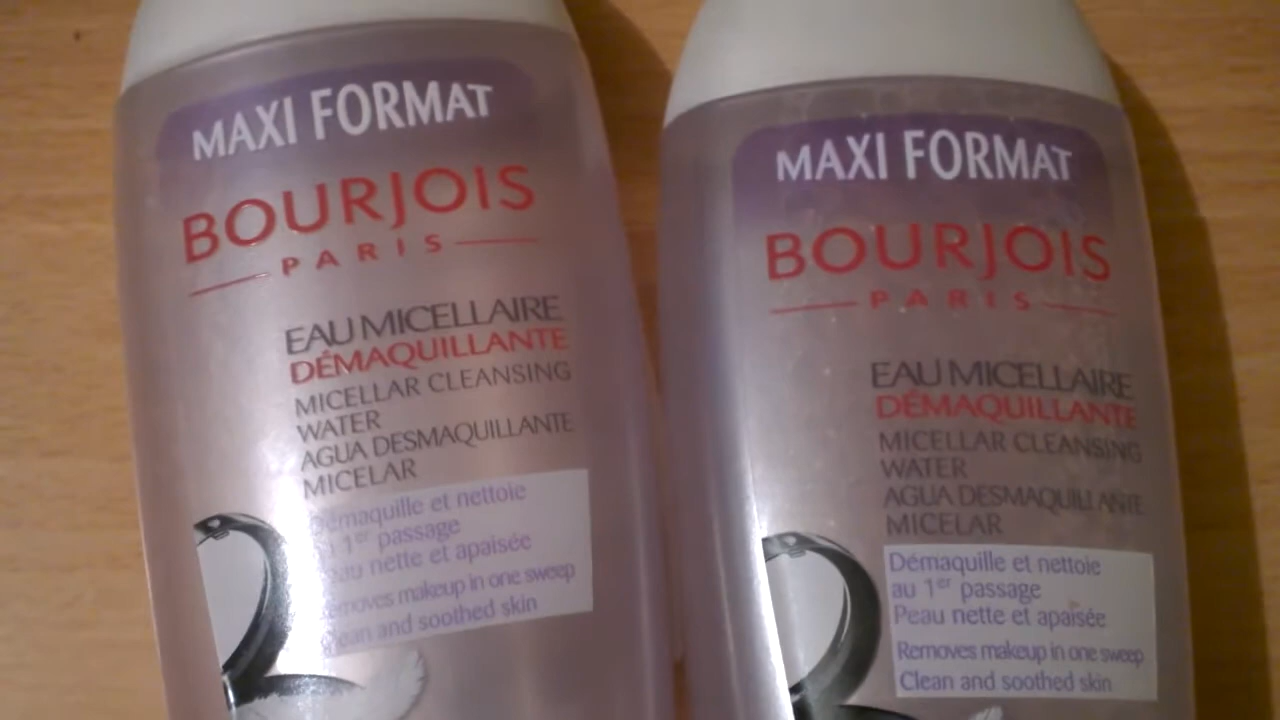 MAXI FORMAT
BOURJOIS
PARIS
EAU MICELLAIRE
DÉMAQUILLANTE
MICELLAR CLEANSING
WATER
AGUA DESMAQUILLANTE
MICELAR
Démaquille et nettoie
1er passage
nette et apaisée
Removes makeup in one sweep
Clean and soothed skin
MAXI FORMAT
BOURJOIS
PARIS
EAU MICELLAIRE
DÉMAQUILLANTE
MICELLAR CLEANSING
WATER
AGUA DESMAQUILLANTE
MICELAR
Démaquille et nettoie
au 1er passage
Peau nette et apaisée
Removes makeup in one sweep
Clean and soothed skin